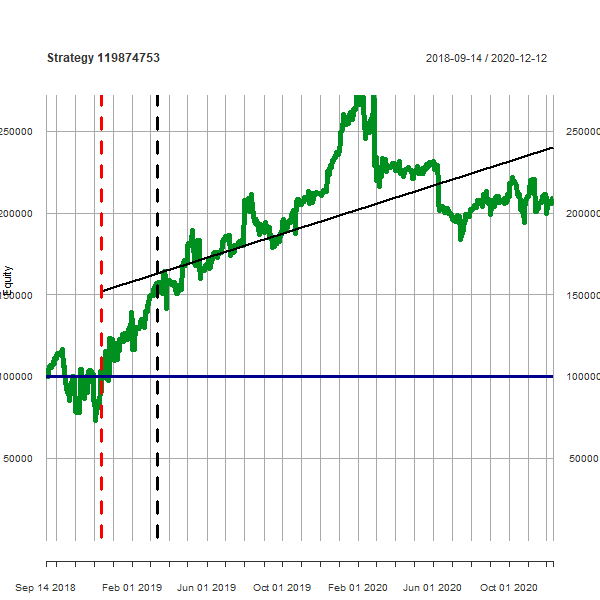 Strategy 119874753
2018-09-14 / 2020-12-12
250000 250000
200000 200000
Equity
150000 150000
100000 100000
50000 50000
Sep 14 2018 Feb 01 2019 Jun 01 2019 Oct 01 2019 Feb 01 2020 Jun 01 2020 Oct 01 2020